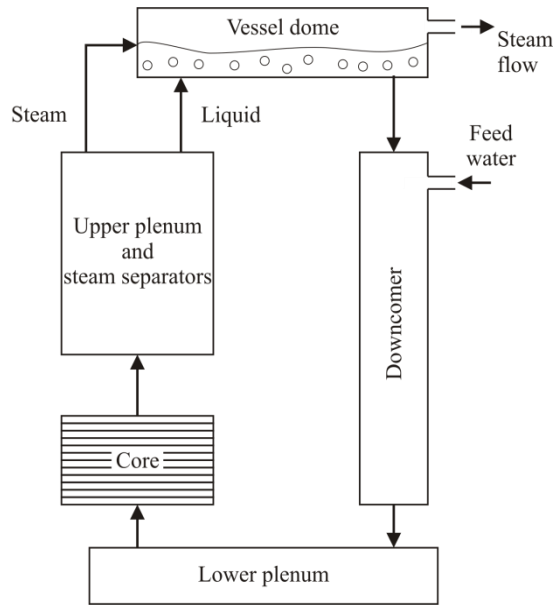 Vessel dome
Steam
flow
Steam
Liquid
Feed
water
Upper plenum
and
steam separators
Downcomer
Core
Lower plenum